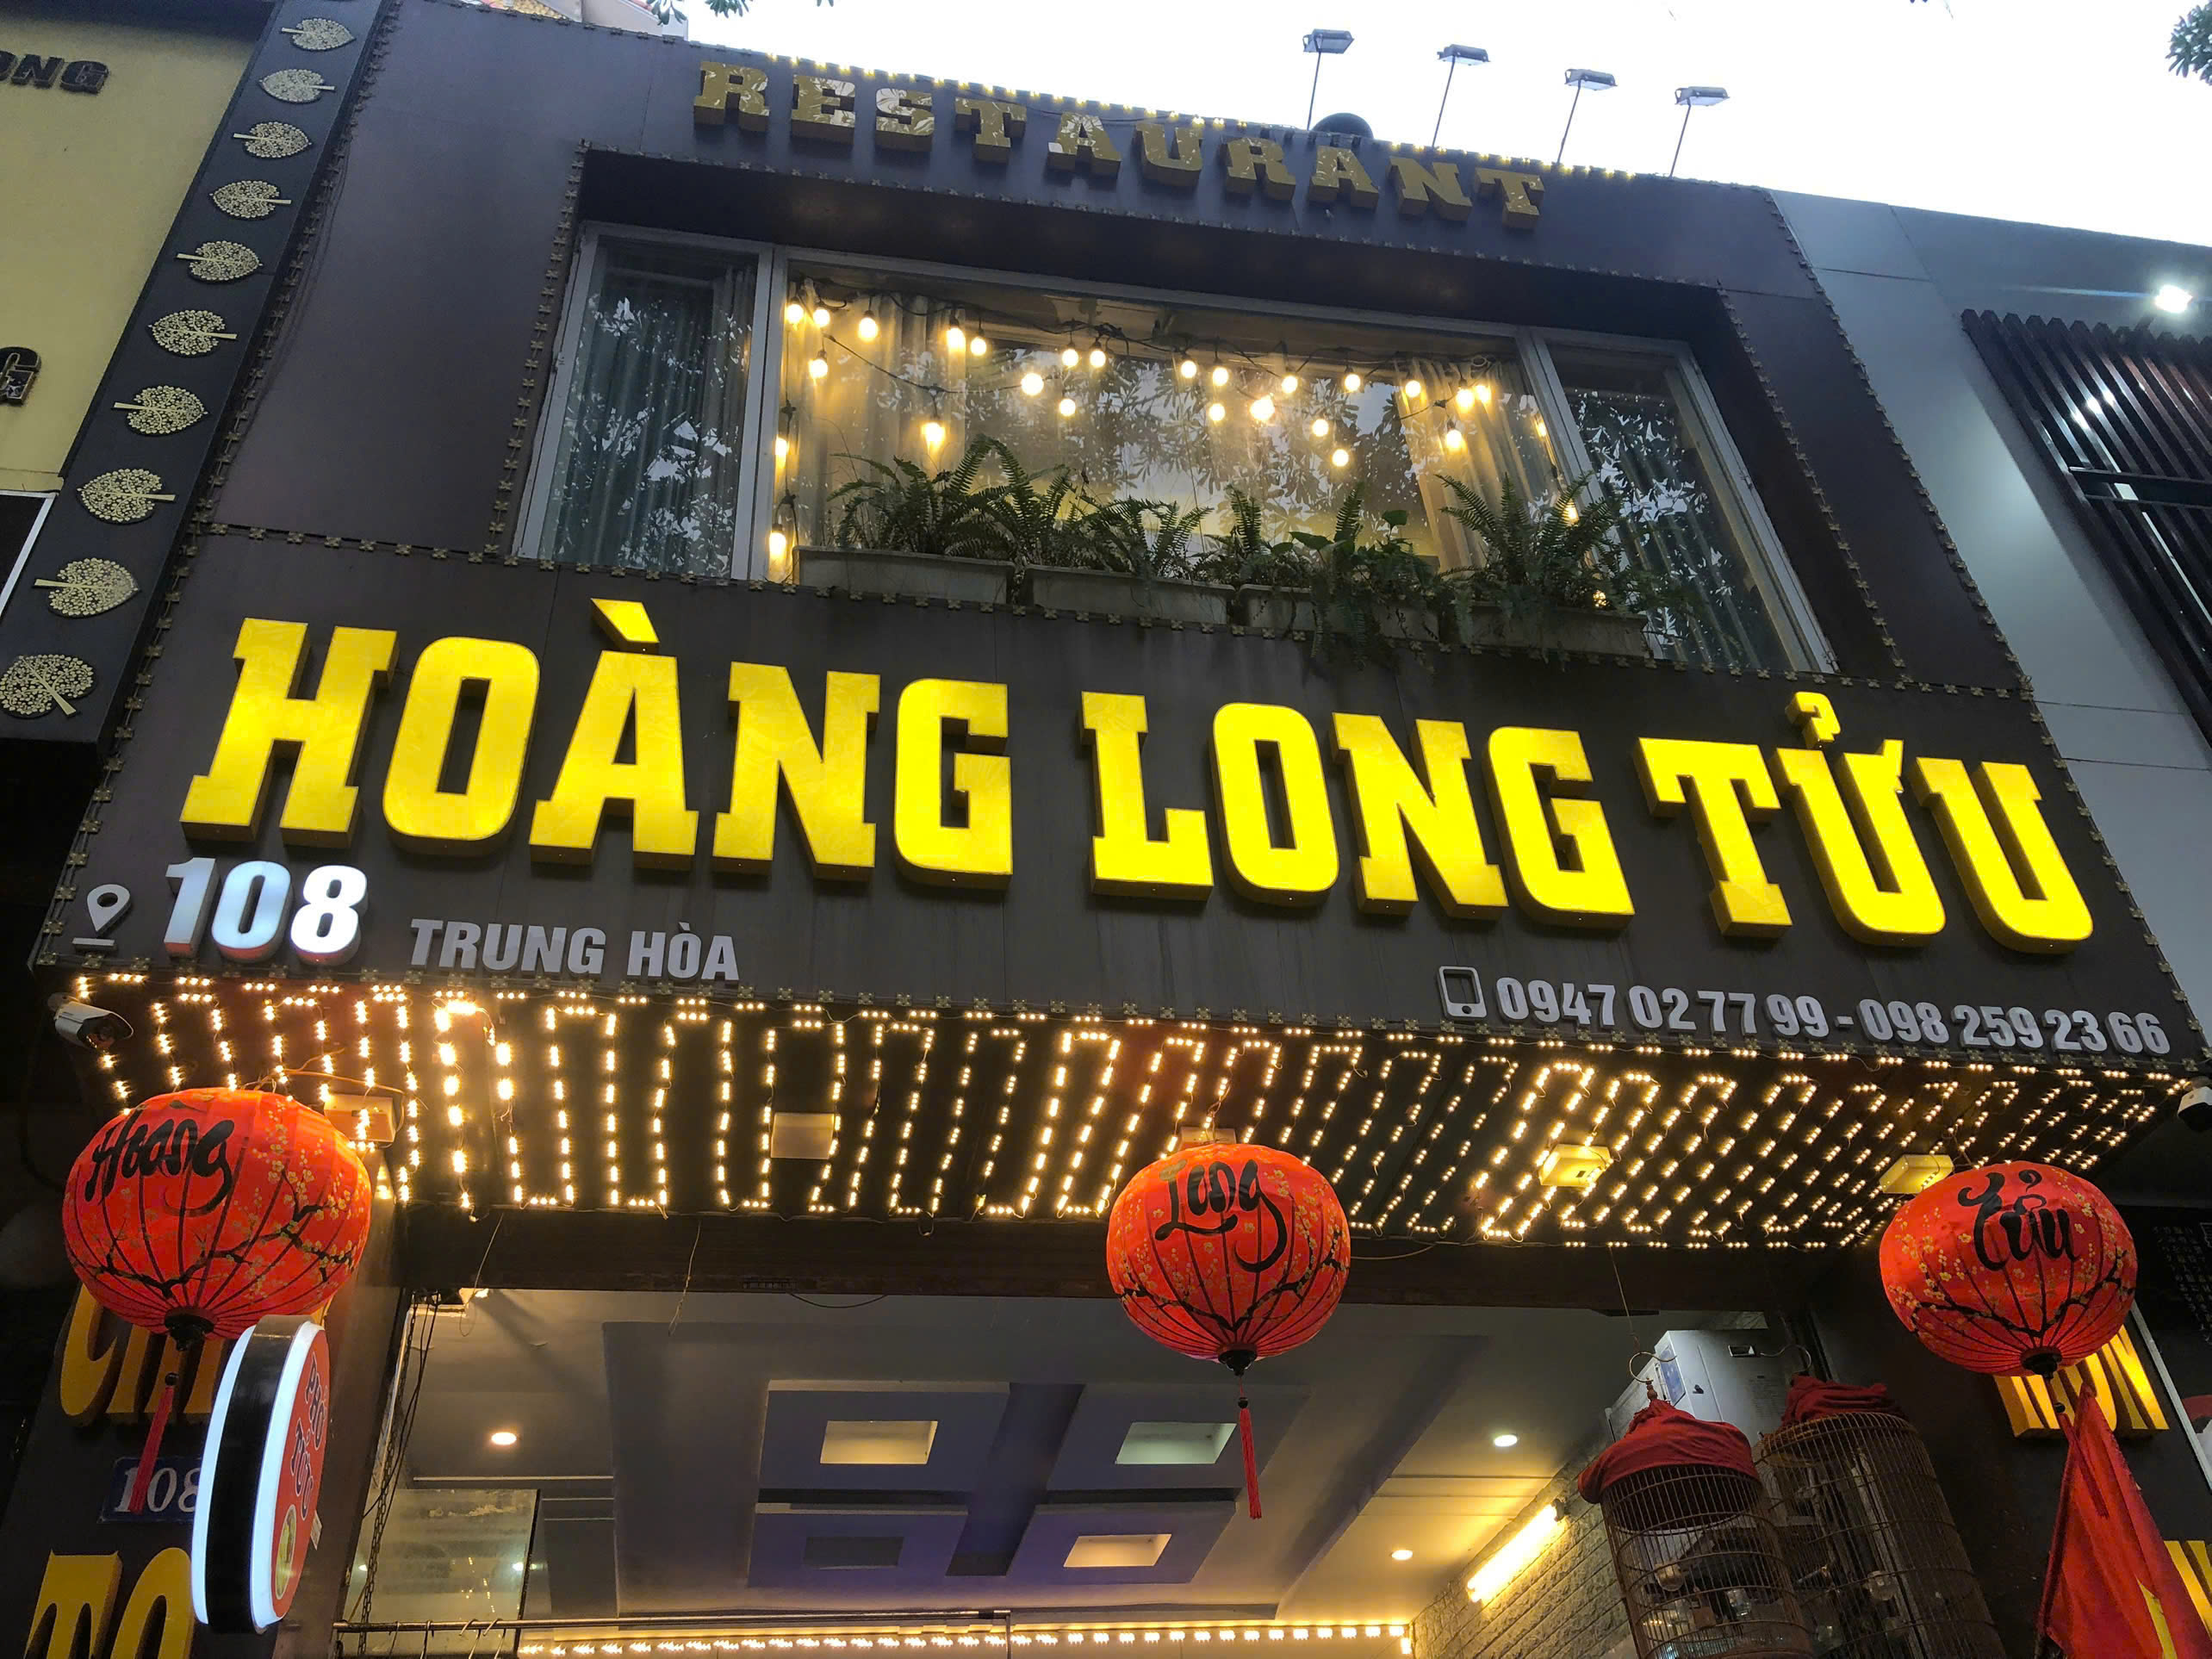 RESTAURANT
HOÀNG LONG TỬU
108 TRUNG HÒA
0947 02 77 99 - 098 259 23 66
Hoàng
Long
Tửu
108
MÓN